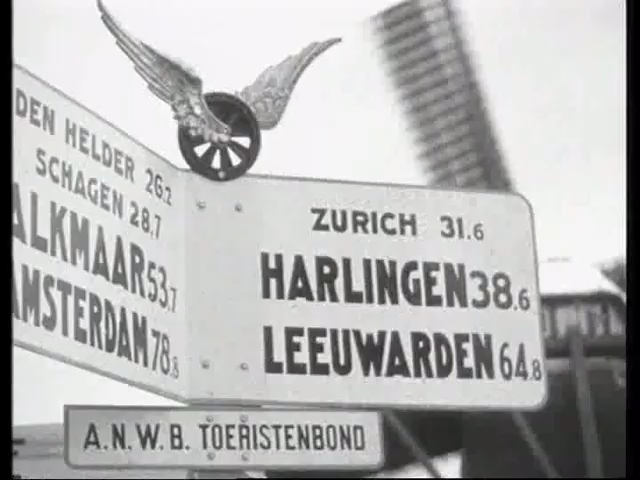 DEN HELDER 26.2
SCHAGEN 28.7
ALKMAAR 53.7
AMSTERDAM 78.8
ZURICH 31.6
HARLINGEN 38.6
LEEUWARDEN 64.8
A.N.W.B. TOERISTENBOND